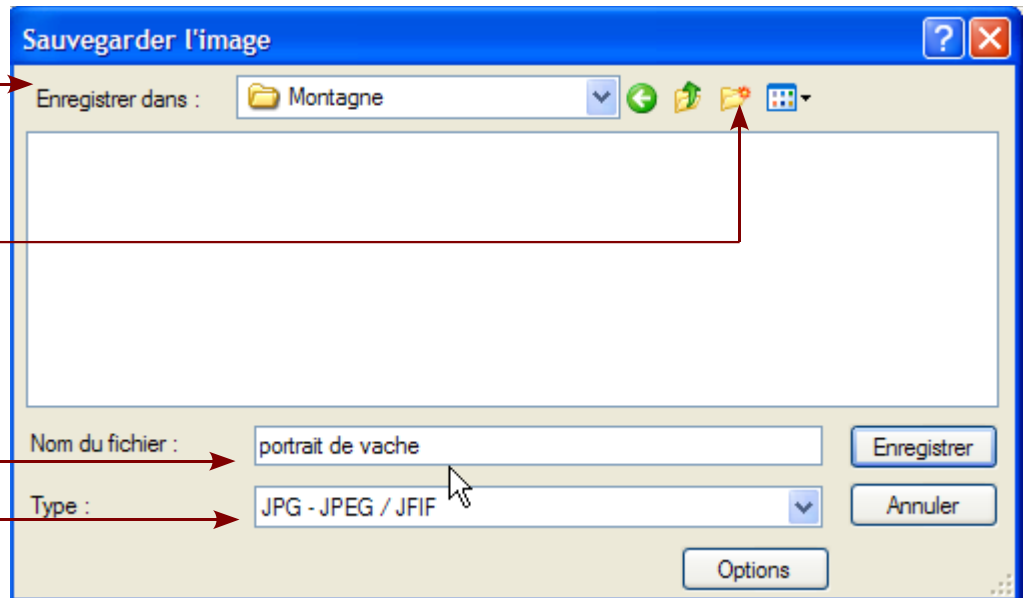 Sauvegarder l'image
Enregistrer dans :
Montagne
Nom du fichier :
portrait de vache
Enregistrer
Type :
JPG - JPEG / JFIF
Annuler
Options